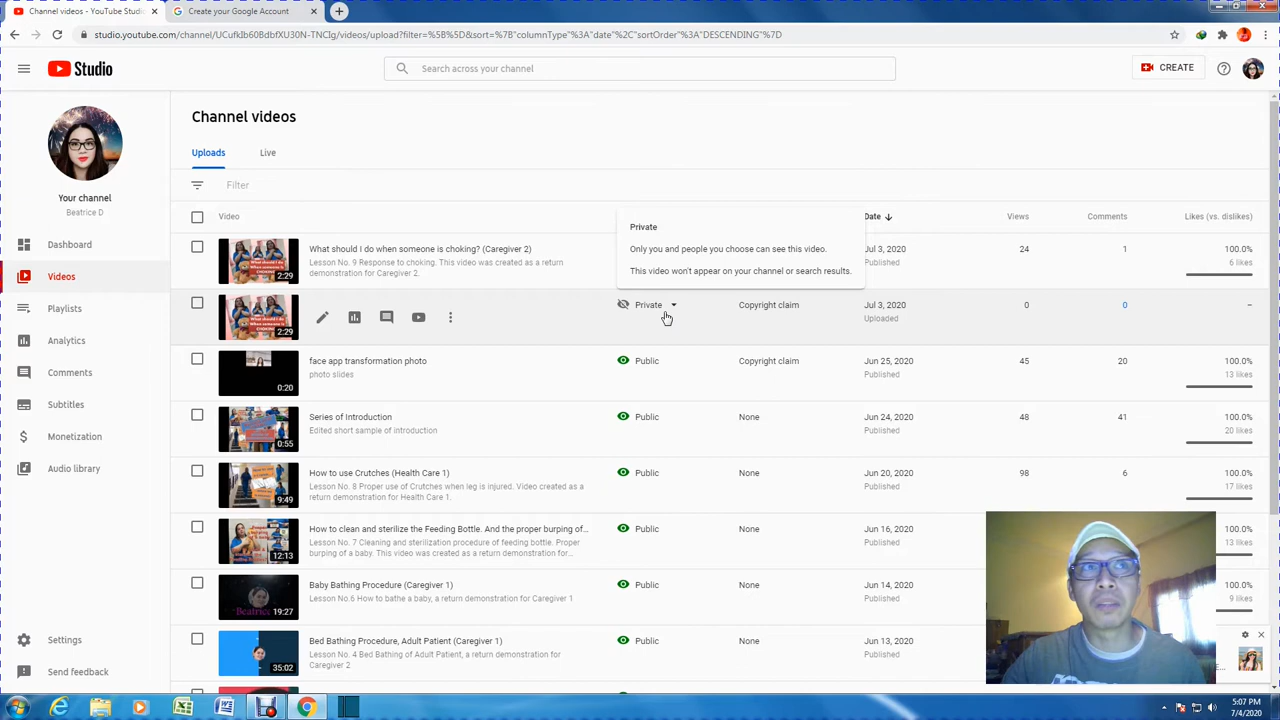 Channel videos - YouTube Studio
Create your Google Account
studio.youtube.com/channel/UCufkIb60BdbfXU30N-TNCIg/videos/upload?filter=%5B%5D&sort=%7B"columnType"%3A"date"%2C"sortOrder"%3A"DESCENDING"%7D
Studio
Search across your channel
CREATE
Your channel
Beatrice D
Dashboard
Videos
Playlists
Analytics
Comments
Subtitles
Monetization
Audio library
Settings
Send feedback
Channel videos
Uploads
Live
Filter
Video
Date
Views
Comments
Likes (vs. dislikes)
Private
Only you and people you choose can see this video.
This video won't appear on your channel or search results.
2:29
What should I do when someone is choking? (Caregiver 2)
Lesson No. 9 Response to choking. This video was created as a return demonstration for Caregiver 2.
Jul 3, 2020
Published
24
1
100.0%
6 likes
2:29
Private
Copyright claim
Jul 3, 2020
Uploaded
0
0
–
0:20
face app transformation photo
photo slides
Public
Copyright claim
Jun 25, 2020
Published
45
20
100.0%
13 likes
0:55
Series of Introduction
Edited short sample of introduction
Public
None
Jun 24, 2020
Published
48
41
100.0%
20 likes
9:49
How to use Crutches (Health Care 1)
Lesson No. 8 Proper use of Crutches when leg is injured. Video created as a return demonstration for Health Care 1.
Public
None
Jun 20, 2020
Published
98
6
100.0%
17 likes
12:13
How to clean and sterilize the Feeding Bottle. And the proper burping of...
Lesson No. 7 Cleaning and sterilization procedure of feeding bottle. Proper burping of a baby. This video was created as a return demonstration for...
Public
None
Jun 16, 2020
Published
100.0%
13 likes
Beatrice
19:27
Baby Bathing Procedure (Caregiver 1)
Lesson No.6 How to bathe a baby, a return demonstration for Caregiver 1
Public
None
Jun 14, 2020
Published
100.0%
9 likes
35:02
Bed Bathing Procedure, Adult Patient (Caregiver 1)
Lesson No. 4 Bed Bathing of Adult Patient, a return demonstration for Caregiver 2
Public
None
Jun 13, 2020
Published
5:07 PM
7/4/2020